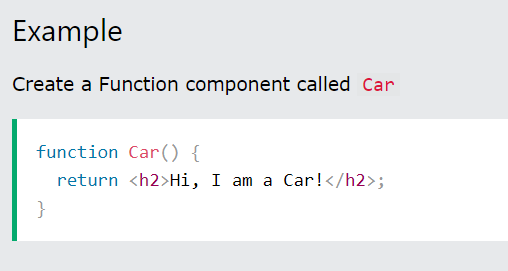 Example
Create a Function component called Car
function Car() {
  return <h2>Hi, I am a Car!</h2>;
}